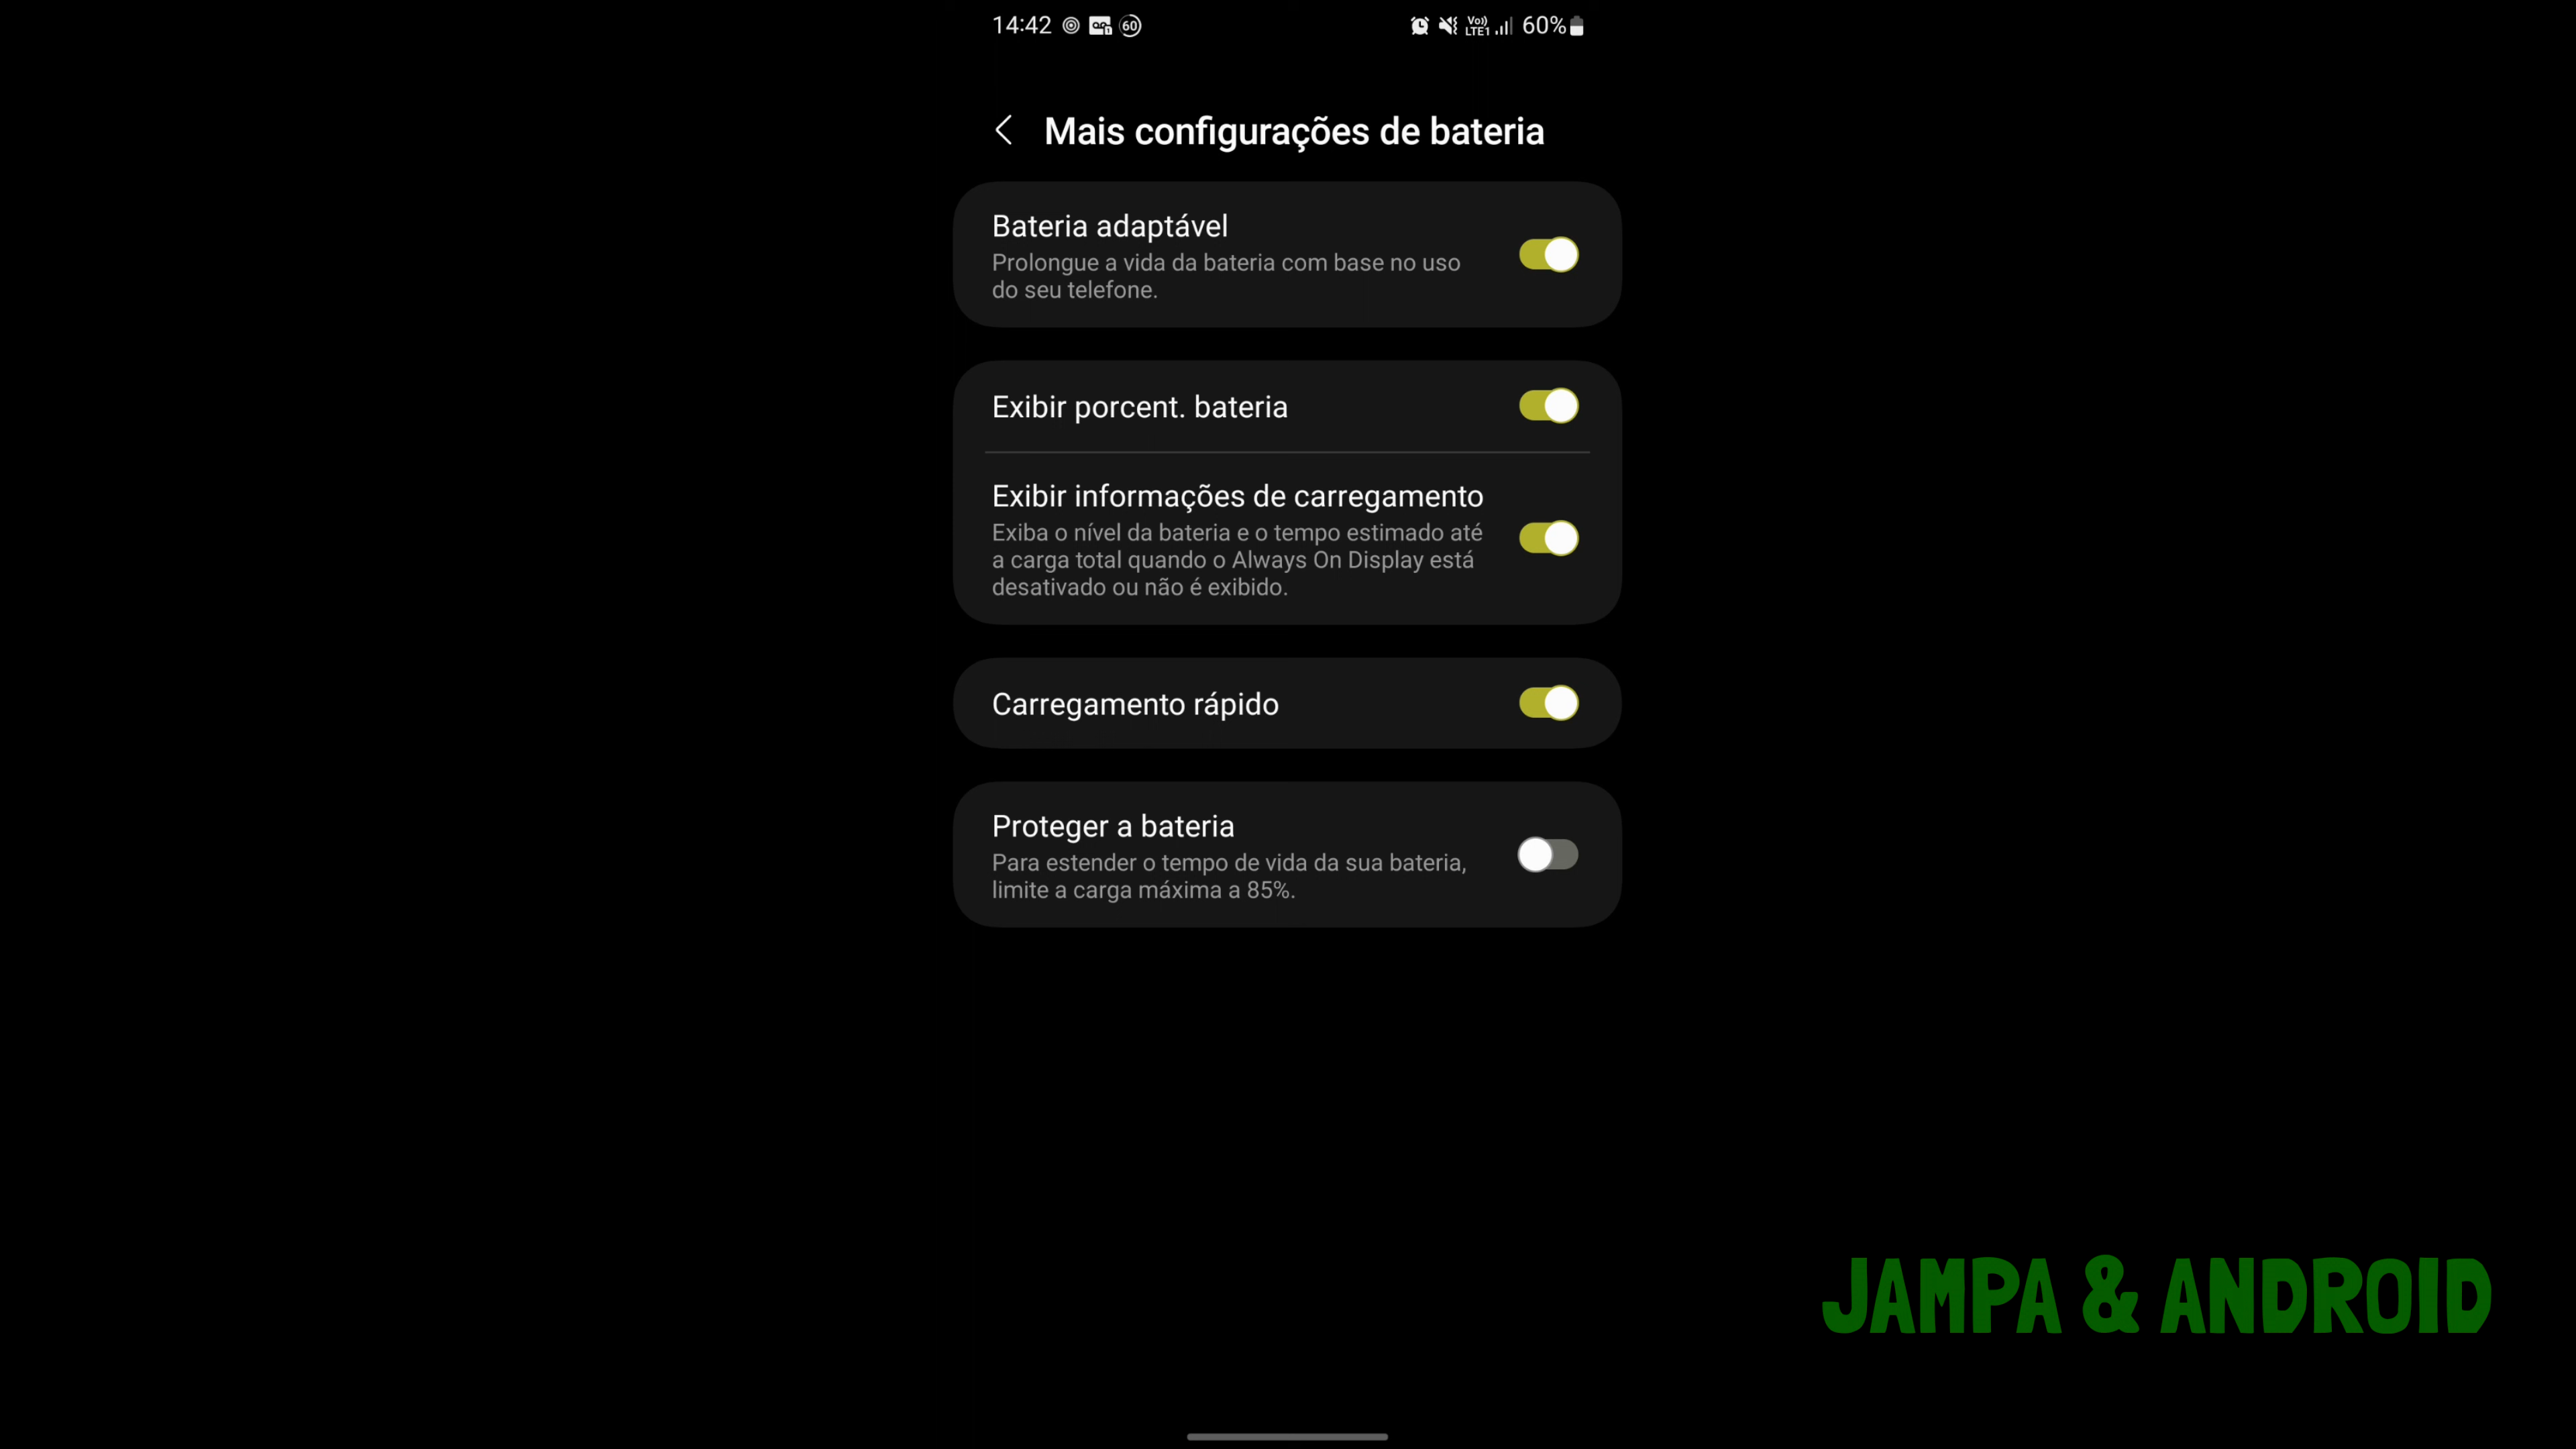 14:42 60 Vo)) LTE1 60%
Mais configurações de bateria
Bateria adaptável
Prolongue a vida da bateria com base no uso
do seu telefone.
Exibir porcent. bateria
Exibir informações de carregamento
Exiba o nível da bateria e o tempo estimado até
a carga total quando o Always On Display está
desativado ou não é exibido.
Carregamento rápido
Proteger a bateria
Para estender o tempo de vida da sua bateria,
limite a carga máxima a 85%.
JAMPA & ANDROID